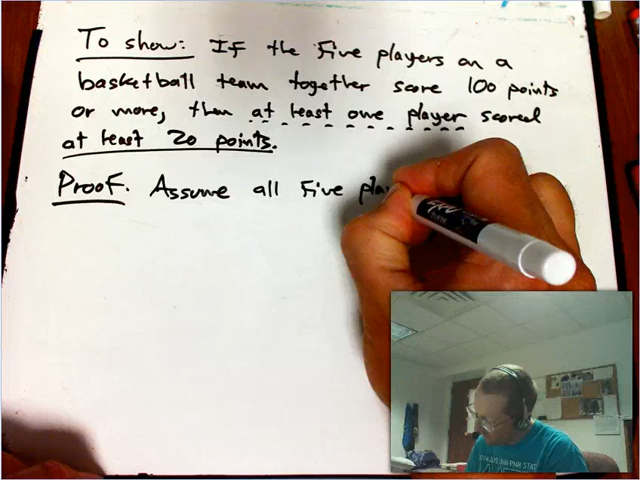 To show: If the five players on a
basketball team together score 100 points
or more, then at least one player scored
at least 20 points.
Proof. Assume all five pla
EXPO